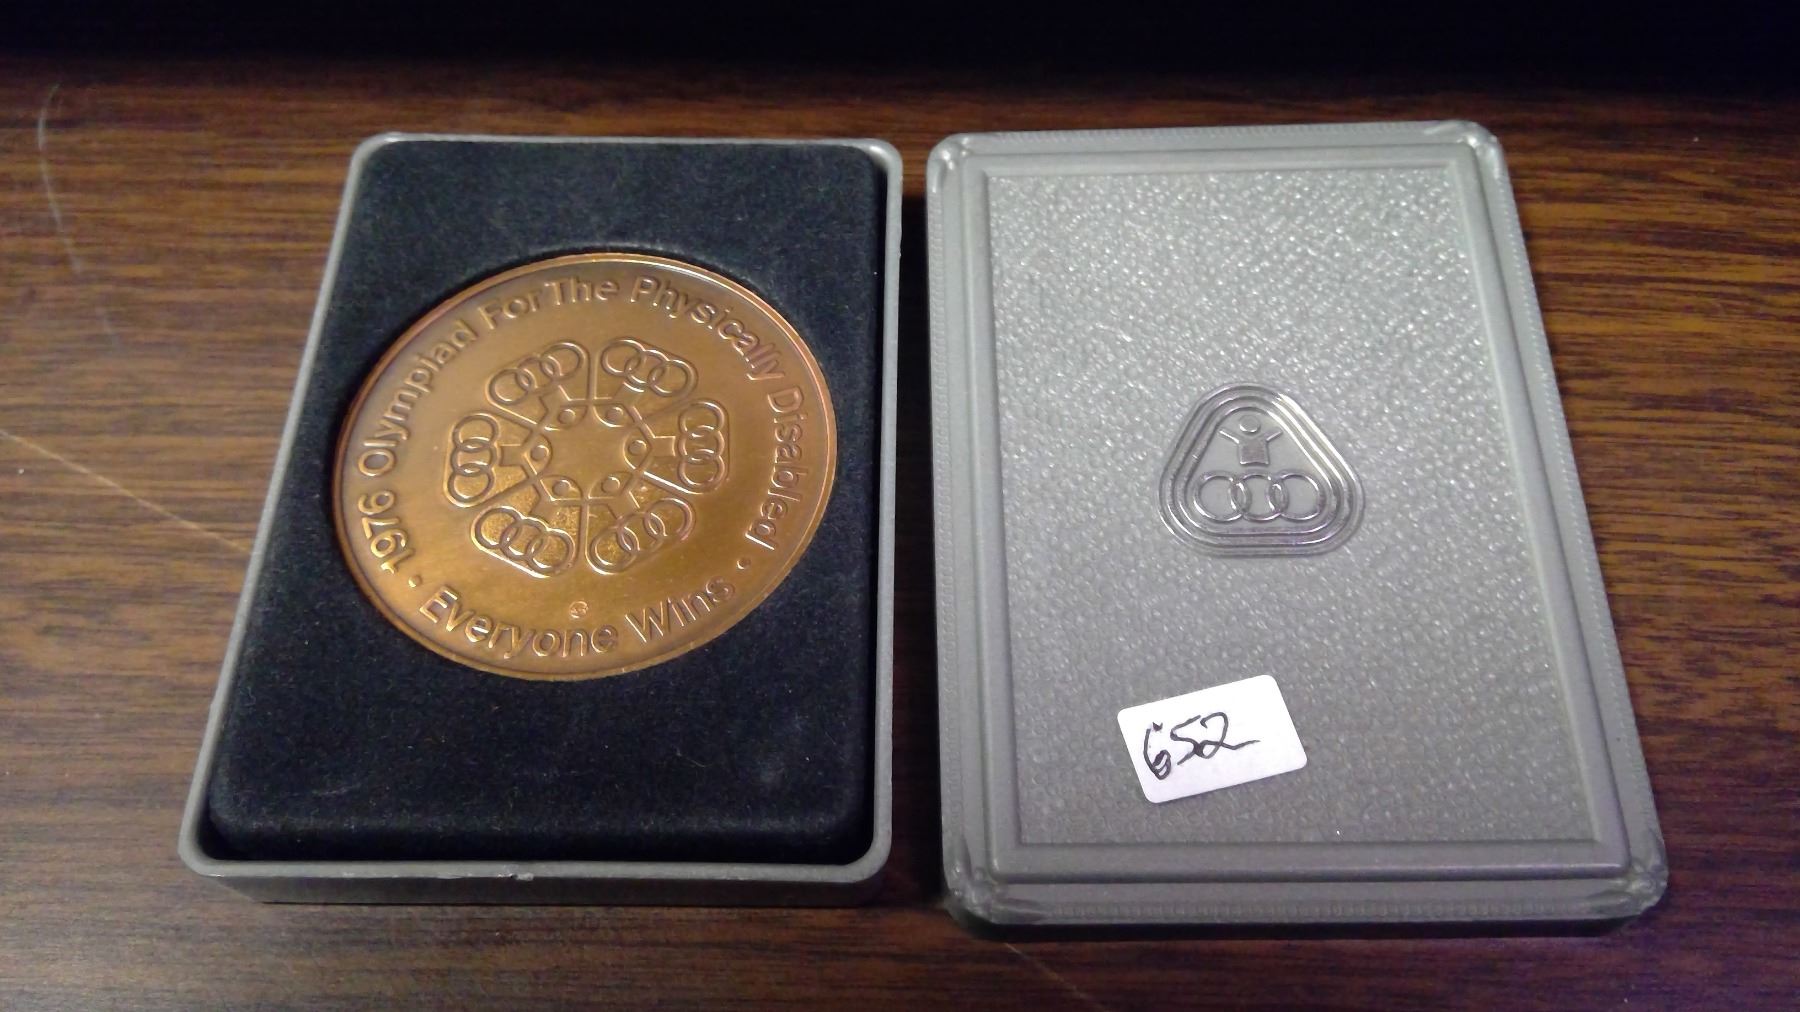 1976 Olympiad For The Physically Disabled
• Everyone Wins •
652